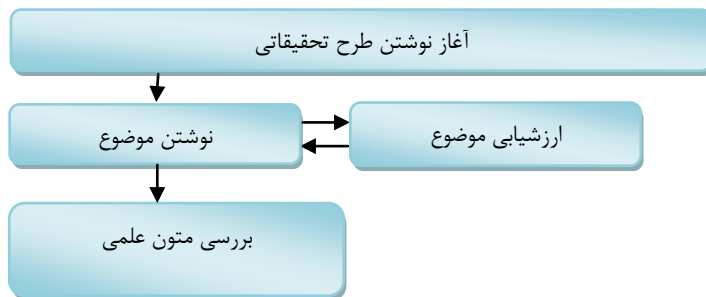 آغاز نوشتن طرح تحقیقاتی
نوشتن موضوع
ارزشیابی موضوع
بررسی متون علمی